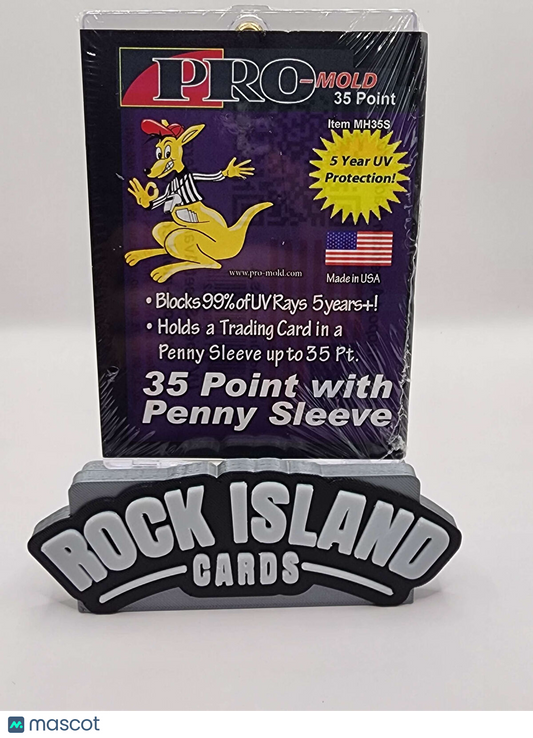 PRO-MOLD
35 Point
Item MH35S
5 Year UV
Protection!
www.pro-mold.com
Made in USA
• Blocks 99% of UV Rays 5 years+!
• Holds a Trading Card in a
Penny Sleeve up to 35 Pt.
35 Point with
Penny Sleeve
ROCK ISLAND
CARDS
mascot